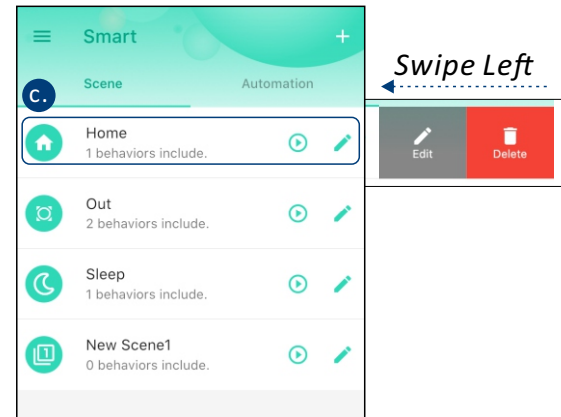 Smart
Scene
Automation
Swipe Left
c.
Home
1 behaviors include.
Edit
Delete
Out
2 behaviors include.
Sleep
1 behaviors include.
1
New Scene1
0 behaviors include.